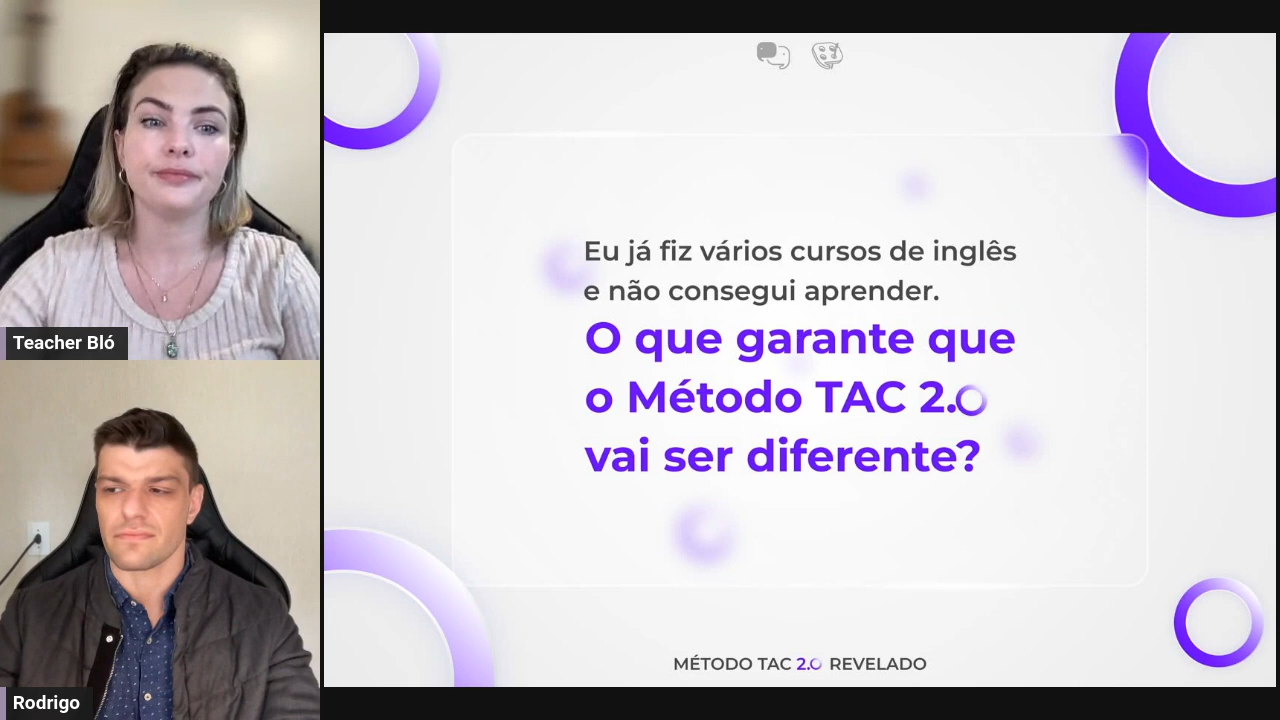 Teacher Bló
Rodrigo
Eu já fiz vários cursos de inglês
e não consegui aprender.
O que garante que
o Método TAC 2.0
vai ser diferente?
MÉTODO TAC 2.0 REVELADO